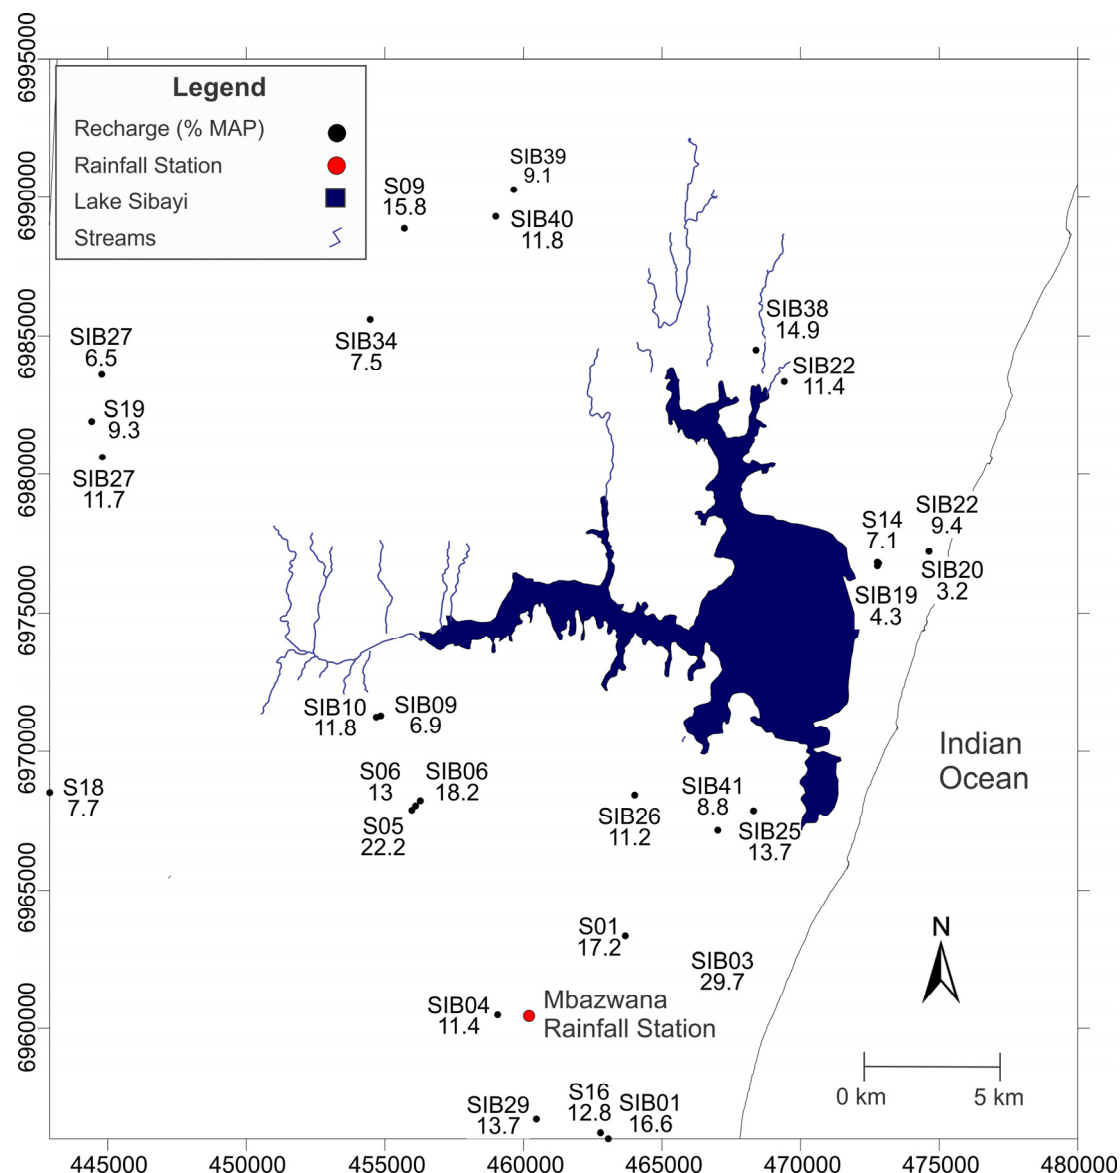 6995000
Legend
Recharge (% MAP)
Rainfall Station
Lake Sibayi
Streams
SIB39
9.1
S09
15.8
6990000
SIB40
11.8
SIB38
14.9
6985000
SIB34
7.5
SIB27
6.5
SIB22
11.4
S19
9.3
6980000
SIB27
11.7
SIB22
9.4
S14
7.1
SIB20
3.2
SIB19
4.3
6975000
SIB10
11.8
SIB09
6.9
6970000
Indian
Ocean
S18
7.7
S06
13
SIB06
18.2
S05
22.2
SIB41
8.8
SIB26
11.2
SIB25
13.7
6965000
S01
17.2
SIB03
29.7
N
SIB04
11.4
Mbazwana
Rainfall Station
6960000
0 km
5 km
SIB29
13.7
S16
12.8
SIB01
16.6
445000
450000
455000
460000
465000
470000
475000
480000